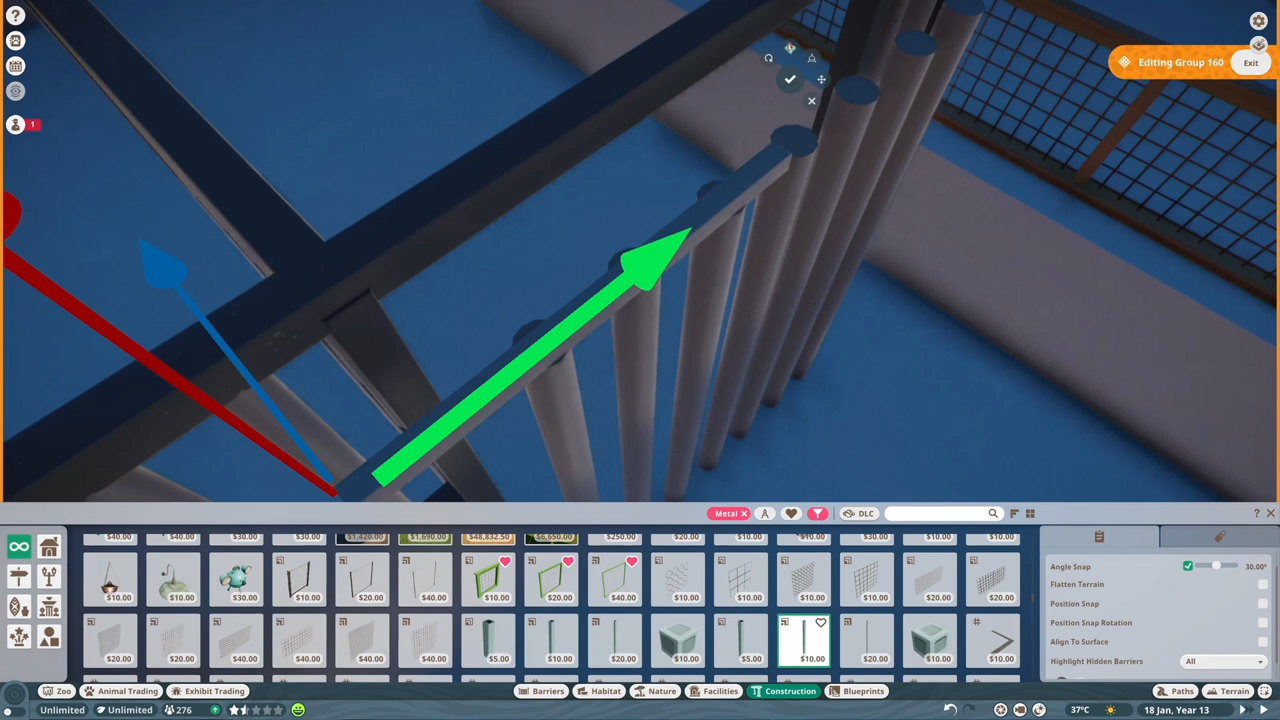 ?
Editing Group 160
Exit
1
Metal
DLC
? 
$40.00 $40.00 $30.00 $30.00 $1,420.00 $1,690.00 $48,832.50 $6,650.00 $250.00 $20.00 $10.00 $10.00 $30.00 $10.00 $10.00
$10.00 $10.00 $30.00 $10.00 $20.00 $40.00 $10.00 $20.00 $40.00 $10.00 $10.00 $10.00 $10.00 $20.00 $20.00
$20.00 $20.00 $40.00 $40.00 $40.00 $40.00 $5.00 $10.00 $20.00 $10.00 $5.00 $10.00 $20.00 $10.00 $10.00
Angle Snap 30.00°
Flatten Terrain
Position Snap
Position Snap Rotation
Align To Surface
Highlight Hidden Barriers All
Zoo Animal Trading Exhibit Trading Barriers Habitat Nature Facilities Construction Blueprints Paths Terrain
Unlimited Unlimited 276 37°C 18 Jan, Year 13